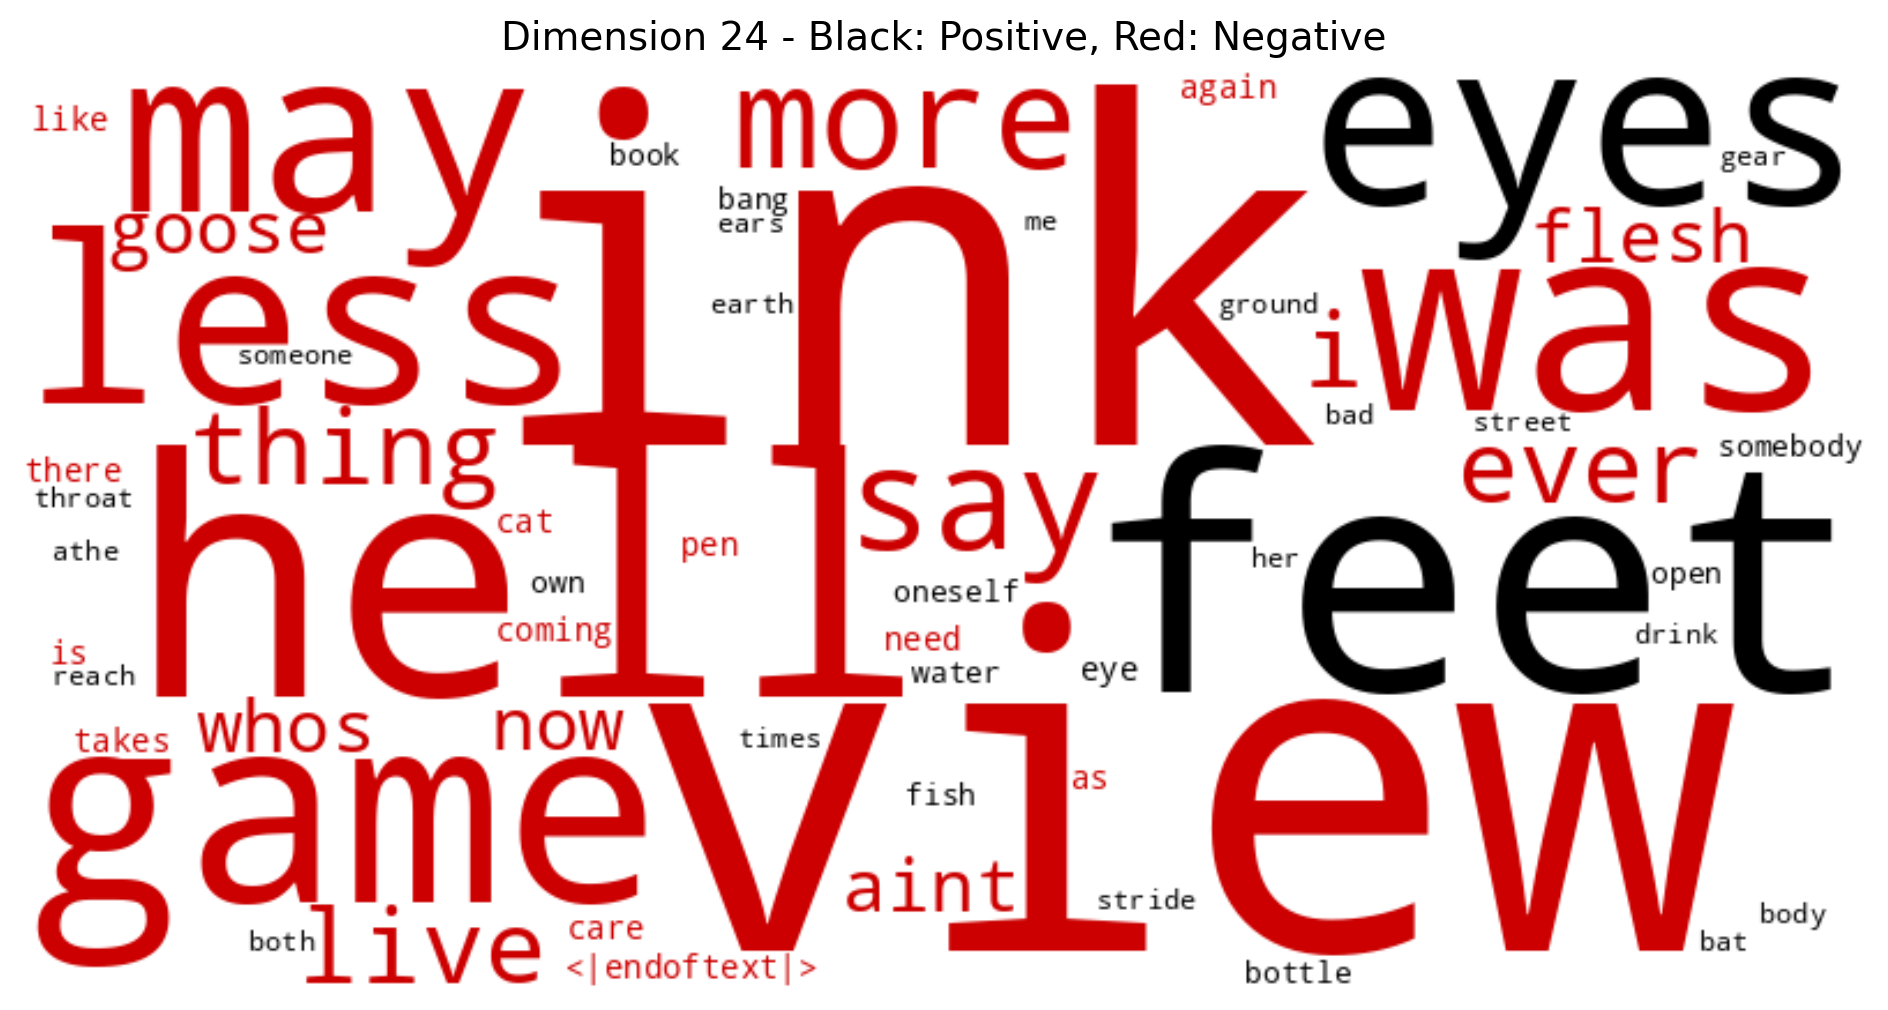 Dimension 24 - Black: Positive, Red: Negative
like may ink more again eyes
book gear
bang
goose ears me flesh
less earth ground was
someone i
bad street
thing ever somebody
there hell say feet
throat cat pen
athe own her open
oneself
coming need drink
is water eye
reach
whos now view
takes times
game fish as
aint stride
live care body
both bat
<|endoftext|> bottle